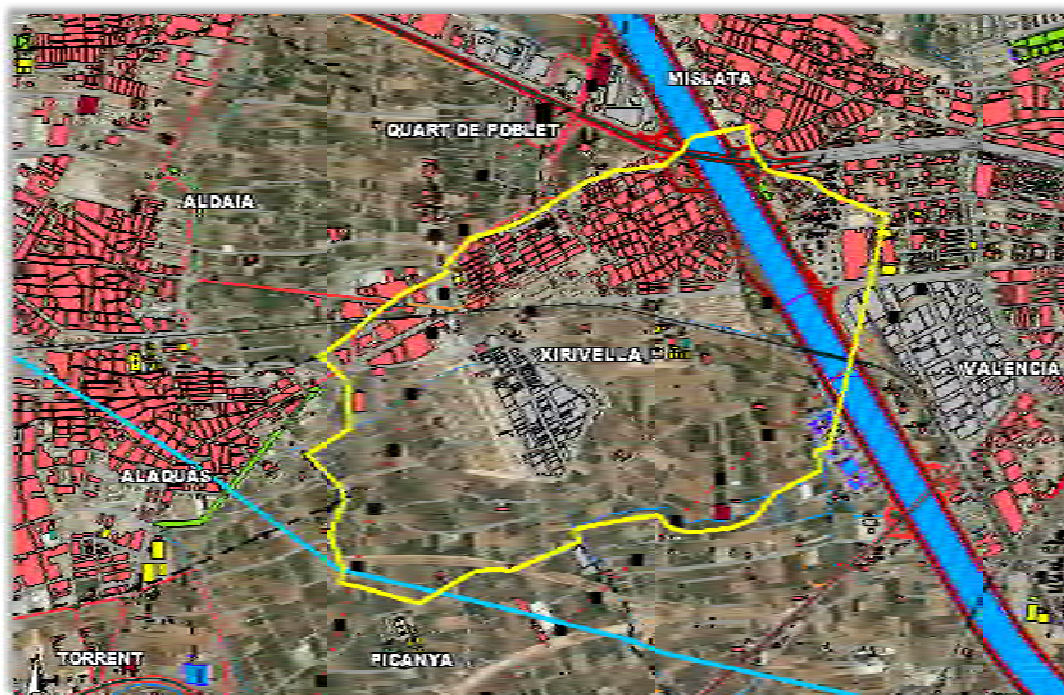 MISLATA
QUART DE POBLET
ALDAIA
XIRIVELLA
VALENCIA
ALAQUAS
TORRENT
PICANYA